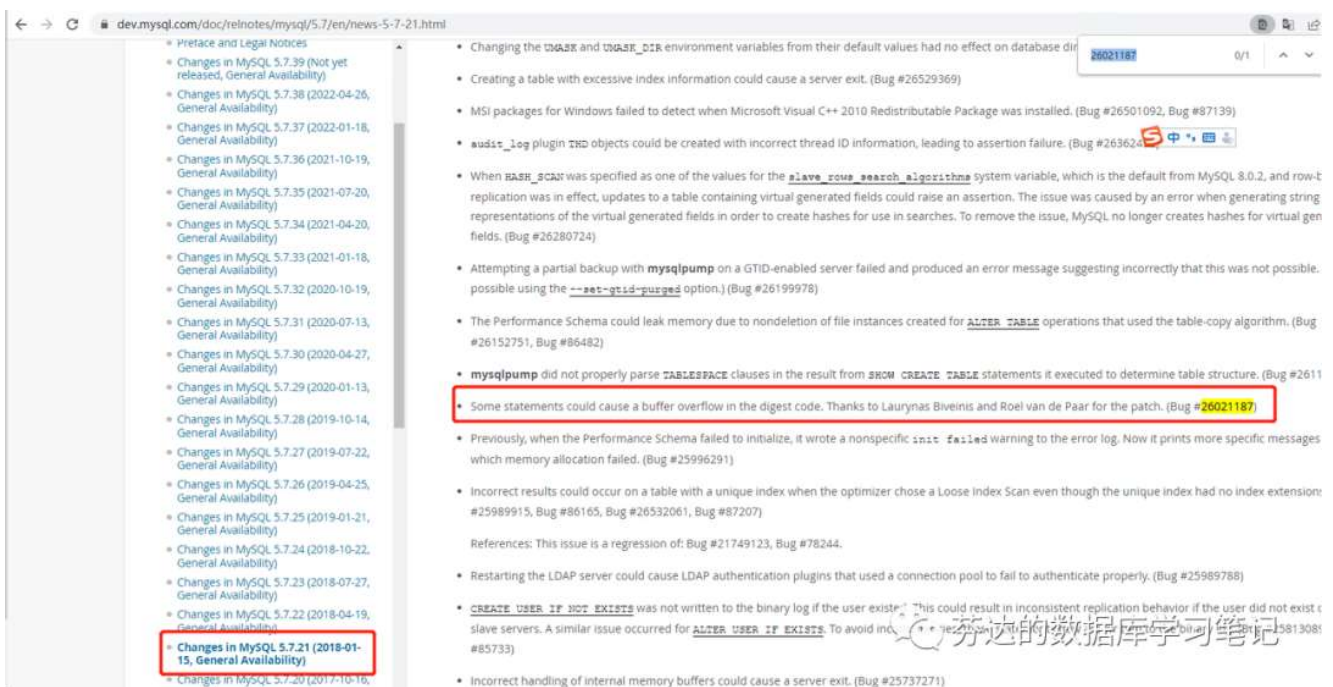 dev.mysql.com/doc/relnotes/mysql/5.7/en/news-5-7-21.html
26021187
0/1
Preface and Legal Notices
Changes in MySQL 5.7.39 (Not yet
released, General Availability)
Changes in MySQL 5.7.38 (2022-04-26,
General Availability)
Changes in MySQL 5.7.37 (2022-01-18,
General Availability)
Changes in MySQL 5.7.36 (2021-10-19,
General Availability)
Changes in MySQL 5.7.35 (2021-07-20,
General Availability)
Changes in MySQL 5.7.34 (2021-04-20,
General Availability)
Changes in MySQL 5.7.33 (2021-01-18,
General Availability)
Changes in MySQL 5.7.32 (2020-10-19,
General Availability)
Changes in MySQL 5.7.31 (2020-07-13,
General Availability)
Changes in MySQL 5.7.30 (2020-04-27,
General Availability)
Changes in MySQL 5.7.29 (2020-01-13,
General Availability)
Changes in MySQL 5.7.28 (2019-10-14,
General Availability)
Changes in MySQL 5.7.27 (2019-07-22,
General Availability)
Changes in MySQL 5.7.26 (2019-04-25,
General Availability)
Changes in MySQL 5.7.25 (2019-01-21,
General Availability)
Changes in MySQL 5.7.24 (2018-10-22,
General Availability)
Changes in MySQL 5.7.23 (2018-07-27,
General Availability)
Changes in MySQL 5.7.22 (2018-04-19,
General Availability)
Changes in MySQL 5.7.21 (2018-01-
15, General Availability)
Changes in MySQL 5.7.20 (2017-10-16,
Changing the UMASK and UMASK_DIR environment variables from their default values had no effect on database dir
Creating a table with excessive index information could cause a server exit. (Bug #26529369)
MSI packages for Windows failed to detect when Microsoft Visual C++ 2010 Redistributable Package was installed. (Bug #26501092, Bug #87139)
audit_log plugin THD objects could be created with incorrect thread ID information, leading to assertion failure. (Bug #263624
中
When HASH_SCAN was specified as one of the values for the slave_rows_search_algorithms system variable, which is the default from MySQL 8.0.2, and row-b
replication was in effect, updates to a table containing virtual generated fields could raise an assertion. The issue was caused by an error when generating string
representations of the virtual generated fields in order to create hashes for use in searches. To remove the issue, MySQL no longer creates hashes for virtual gen
fields. (Bug #26280724)
Attempting a partial backup with mysqlpump on a GTID-enabled server failed and produced an error message suggesting incorrectly that this was not possible.
possible using the --set-gtid-purged option.) (Bug #26199978)
The Performance Schema could leak memory due to nondeletion of file instances created for ALTER TABLE operations that used the table-copy algorithm. (Bug
#26152751, Bug #86482)
mysqlpump did not properly parse TABLESPACE clauses in the result from SHOW CREATE TABLE statements it executed to determine table structure. (Bug #2611
Some statements could cause a buffer overflow in the digest code. Thanks to Laurynas Biveinis and Roel van de Paar for the patch. (Bug #26021187)
Previously, when the Performance Schema failed to initialize, it wrote a nonspecific init failed warning to the error log. Now it prints more specific messages
which memory allocation failed. (Bug #25996291)
Incorrect results could occur on a table with a unique index when the optimizer chose a Loose Index Scan even though the unique index had no index extensions
#25989915, Bug #86165, Bug #26532061, Bug #87207)
References: This issue is a regression of: Bug #21749123, Bug #78244.
Restarting the LDAP server could cause LDAP authentication plugins that used a connection pool to fail to authenticate properly. (Bug #25989788)
CREATE USER IF NOT EXISTS was not written to the binary log if the user existed. This could result in inconsistent replication behavior if the user did not exist o
slave servers. A similar issue occurred for ALTER USER IF EXISTS. To avoid
#85733)
芬达的数据库学习笔记
Incorrect handling of internal memory buffers could cause a server exit. (Bug #25737271)